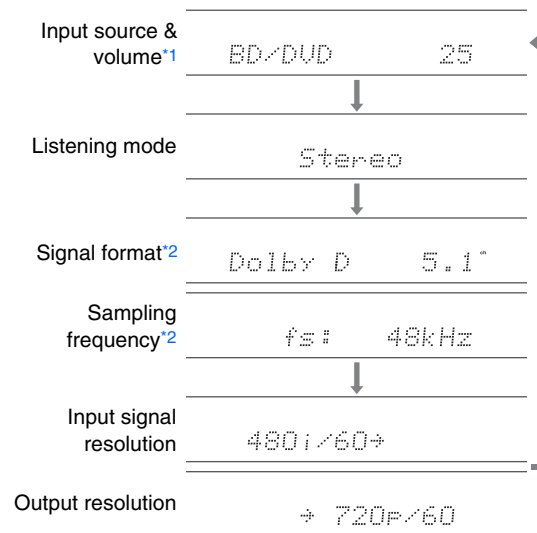 Input source &
volume*1
BD/DVD 25
Listening mode
Stereo
Signal format*2
Dolby D 5.1 ch
Sampling
frequency*2
fs: 48kHz
Input signal
resolution
480i/60→
Output resolution
→ 720p/60